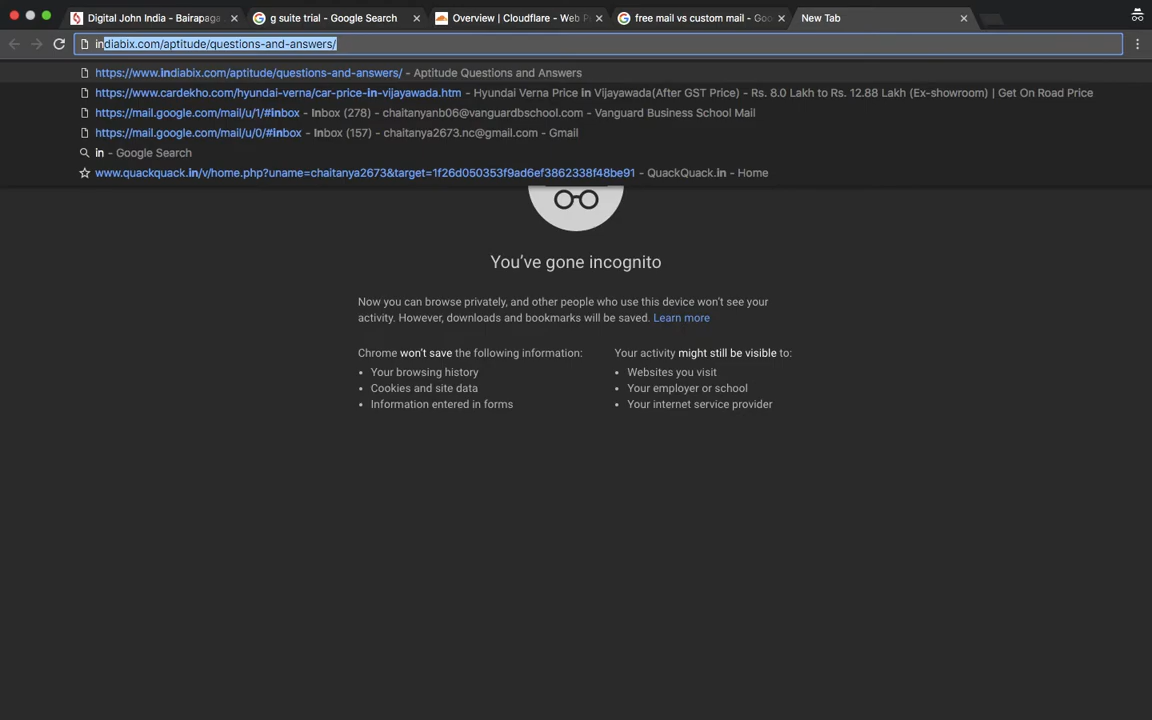 Digital John India - Bairapaga
g suite trial - Google Search
Overview | Cloudflare - Web P
free mail vs custom mail - Goo
New Tab
indiabix.com/aptitude/questions-and-answers/
https://www.indiabix.com/aptitude/questions-and-answers/ - Aptitude Questions and Answers
https://www.cardekho.com/hyundai-verna/car-price-in-vijayawada.htm - Hyundai Verna Price in Vijayawada(After GST Price) - Rs. 8.0 Lakh to Rs. 12.88 Lakh (Ex-showroom) | Get On Road Price
https://mail.google.com/mail/u/1/#inbox - Inbox (278) - chaitanyanb06@vanguardbschool.com - Vanguard Business School Mail
https://mail.google.com/mail/u/0/#inbox - Inbox (157) - chaitanya2673.nc@gmail.com - Gmail
in - Google Search
www.quackquack.in/v/home.php?uname=chaitanya2673&target=1f26d050353f9ad6ef3862338f48be91 - QuackQuack.in - Home
You've gone incognito
Now you can browse privately, and other people who use this device won't see your
activity. However, downloads and bookmarks will be saved. Learn more
Chrome won't save the following information:
• Your browsing history
• Cookies and site data
• Information entered in forms
Your activity might still be visible to:
• Websites you visit
• Your employer or school
• Your internet service provider